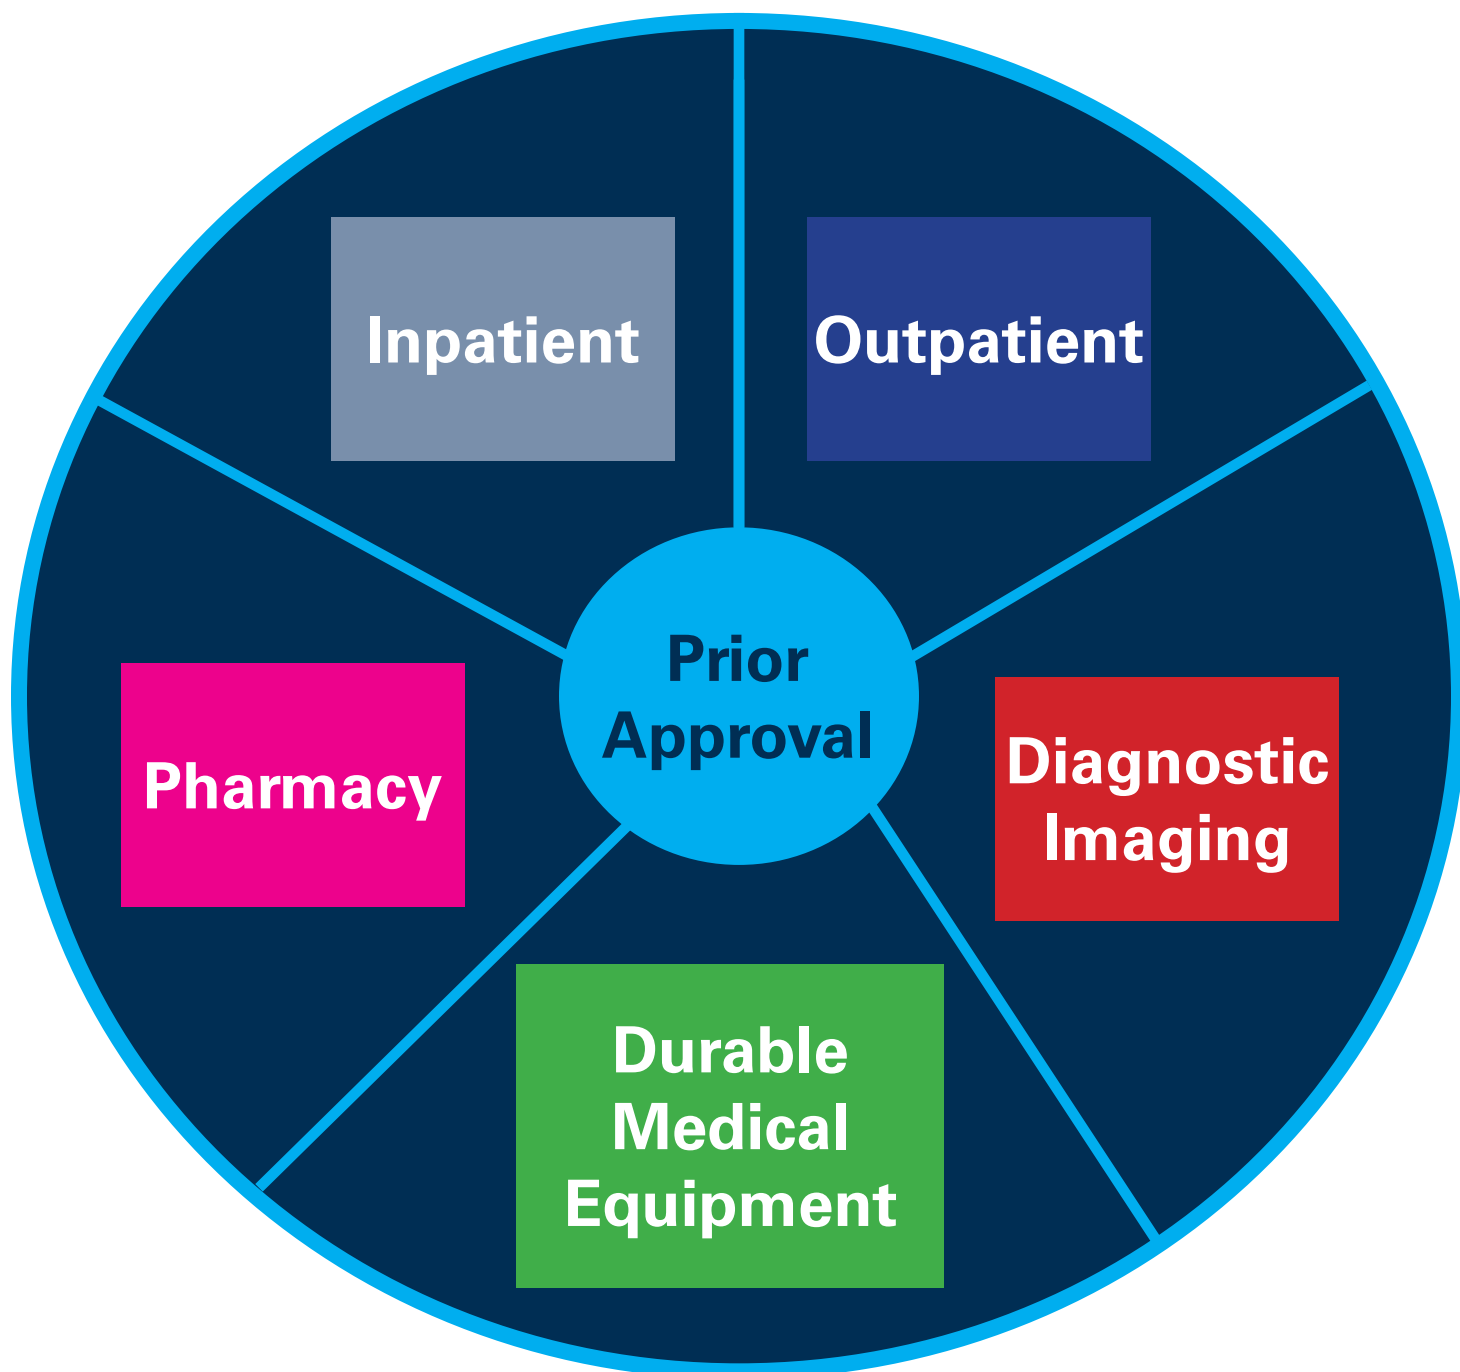 Inpatient
Outpatient
Prior
Approval
Pharmacy
Diagnostic
Imaging
Durable
Medical
Equipment